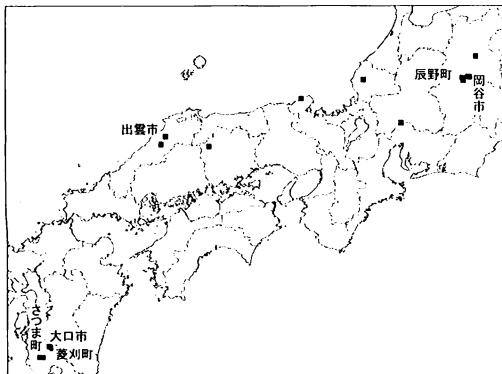 辰野町
岡谷市
出雲市
さつま町
大口市
菱刈町